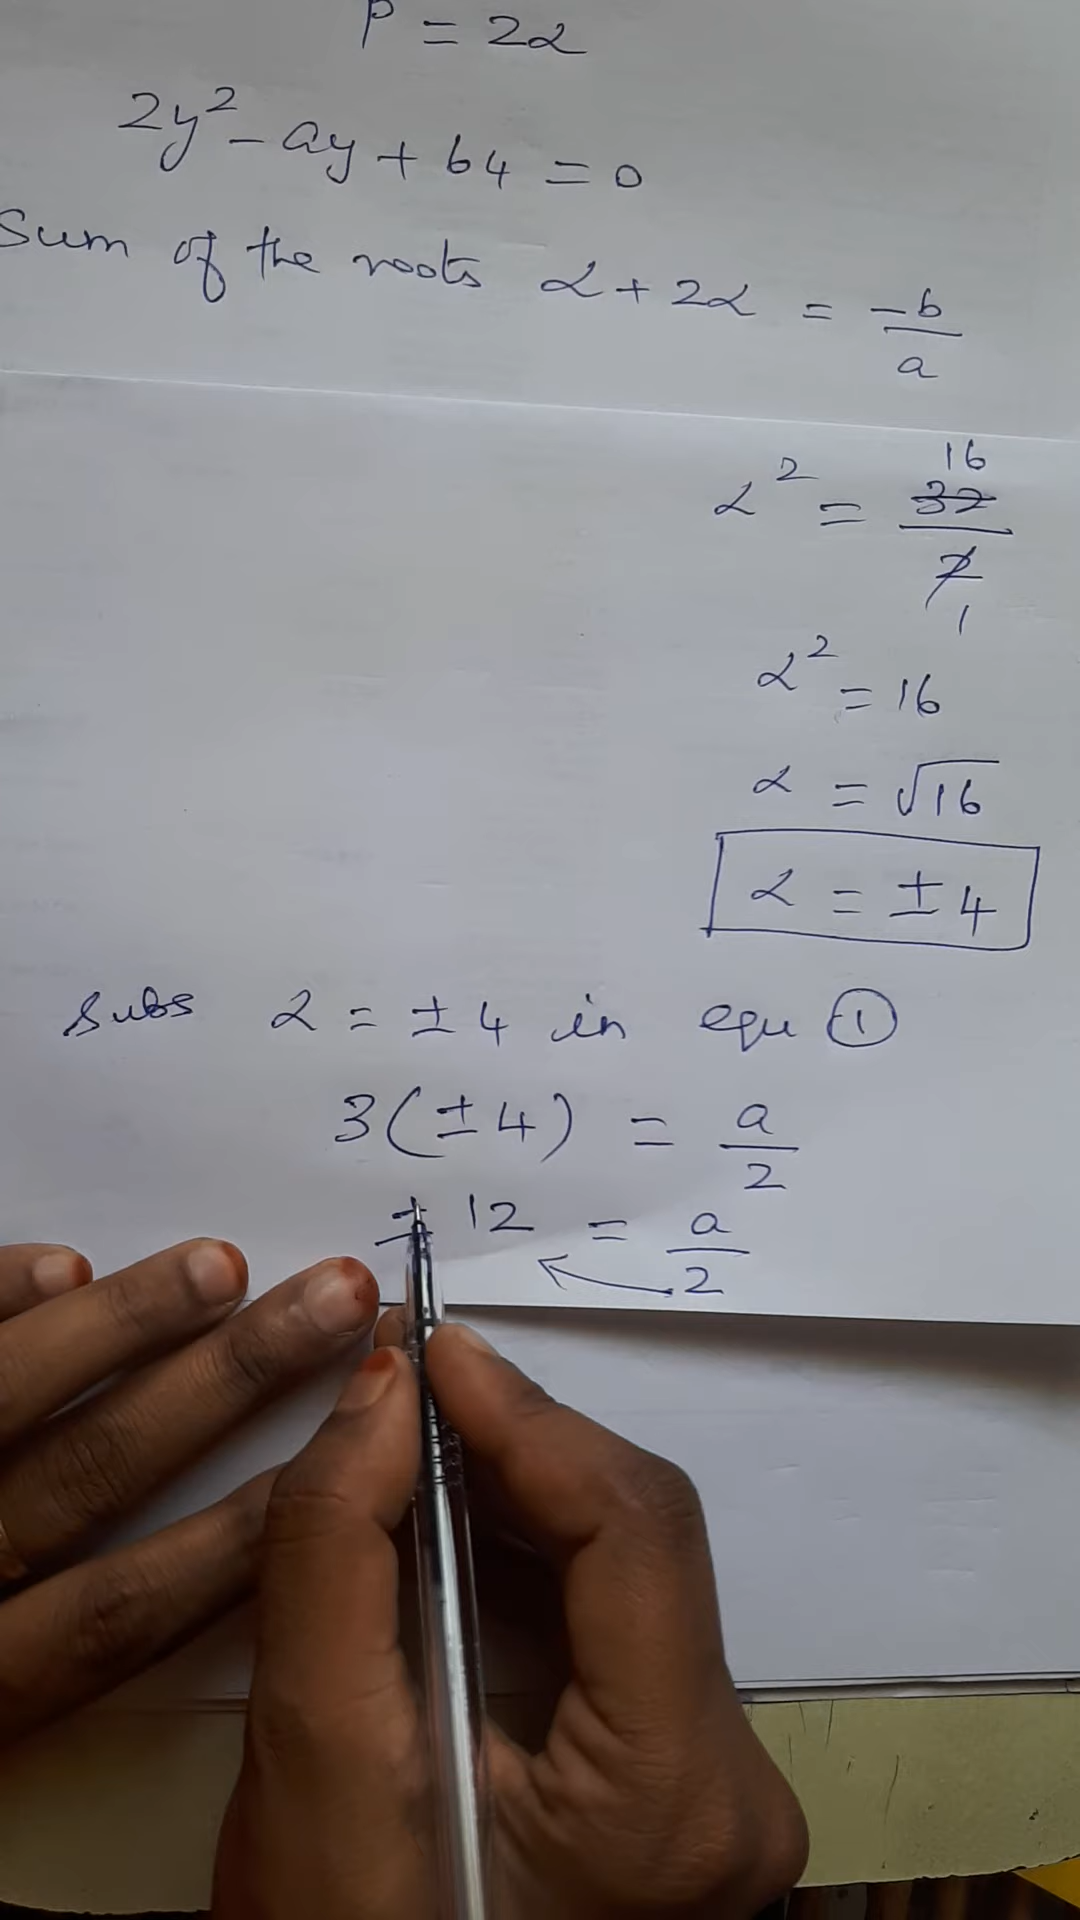 P = 2α
2y² - ay + 64 = 0
Sum of the roots α + 2α = -b/a
α² = 16 32/2 1
α² = 16
α = √16
α = ± 4
Subs α = ± 4 in equ ①
3(± 4) = a/2
± 12 = a/2